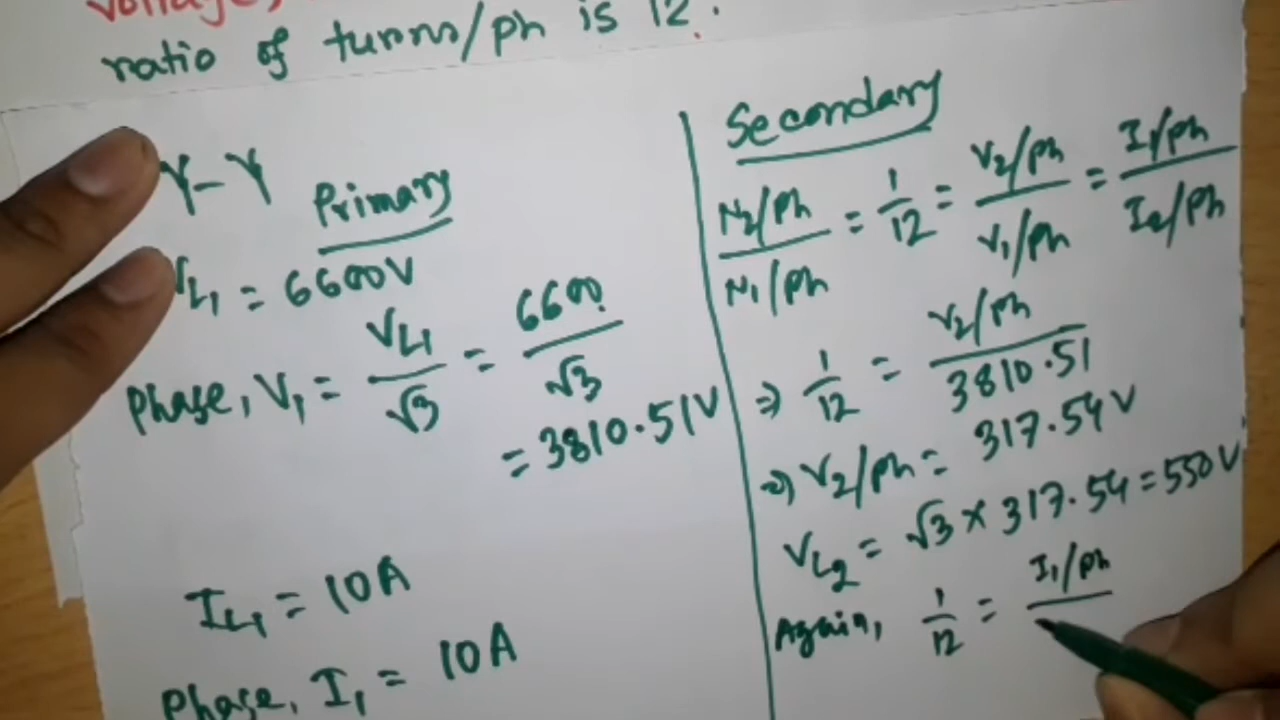 voltage,
ratio of turns/ph is 12.
Y-Y Primary
VL1 = 6600V
Phase, V1 = VL1/√3 = 6600/√3
= 3810.51V
IL1 = 10A
Phase, I1 = 10A
Secondary
N2/Ph / N1/Ph = 1/12 = V2/Ph / V1/Ph = I1/Ph / I2/Ph
⇒ 1/12 = V2/Ph / 3810.51
⇒ V2/Ph = 317.54V
VL2 = √3 × 317.54 = 550V
Again, 1/12 = I1/Ph